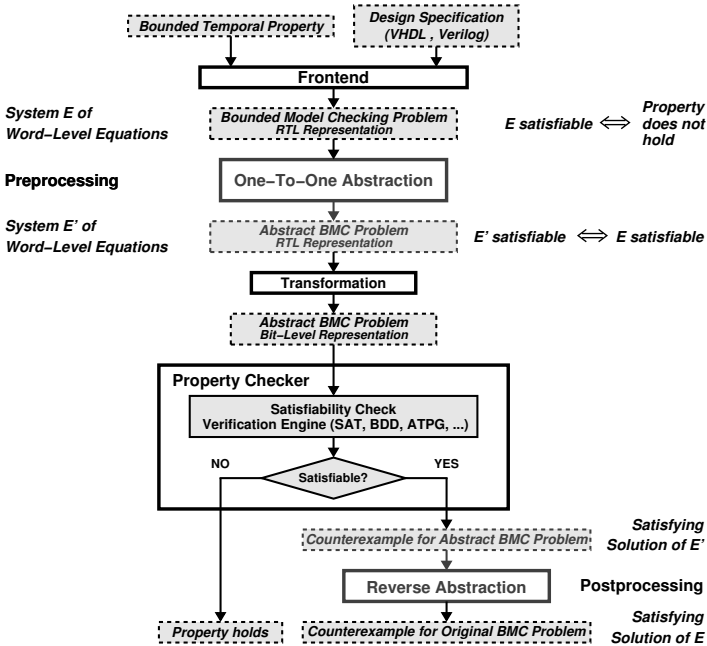 Bounded Temporal Property
Design Specification
(VHDL , Verilog)
Frontend
System E of
Word−Level Equations
Bounded Model Checking Problem
RTL Representation
E satisfiable ⇔ Property
does not
hold
Preprocessing
One−To−One Abstraction
System E' of
Word−Level Equations
Abstract BMC Problem
RTL Representation
E' satisfiable ⇔ E satisfiable
Transformation
Abstract BMC Problem
Bit−Level Representation
Property Checker
Satisfiability Check
Verification Engine (SAT, BDD, ATPG, ...)
NO
YES
Satisfiable?
Counterexample for Abstract BMC Problem
Satisfying
Solution of E'
Reverse Abstraction
Postprocessing
Property holds
Counterexample for Original BMC Problem
Satisfying
Solution of E